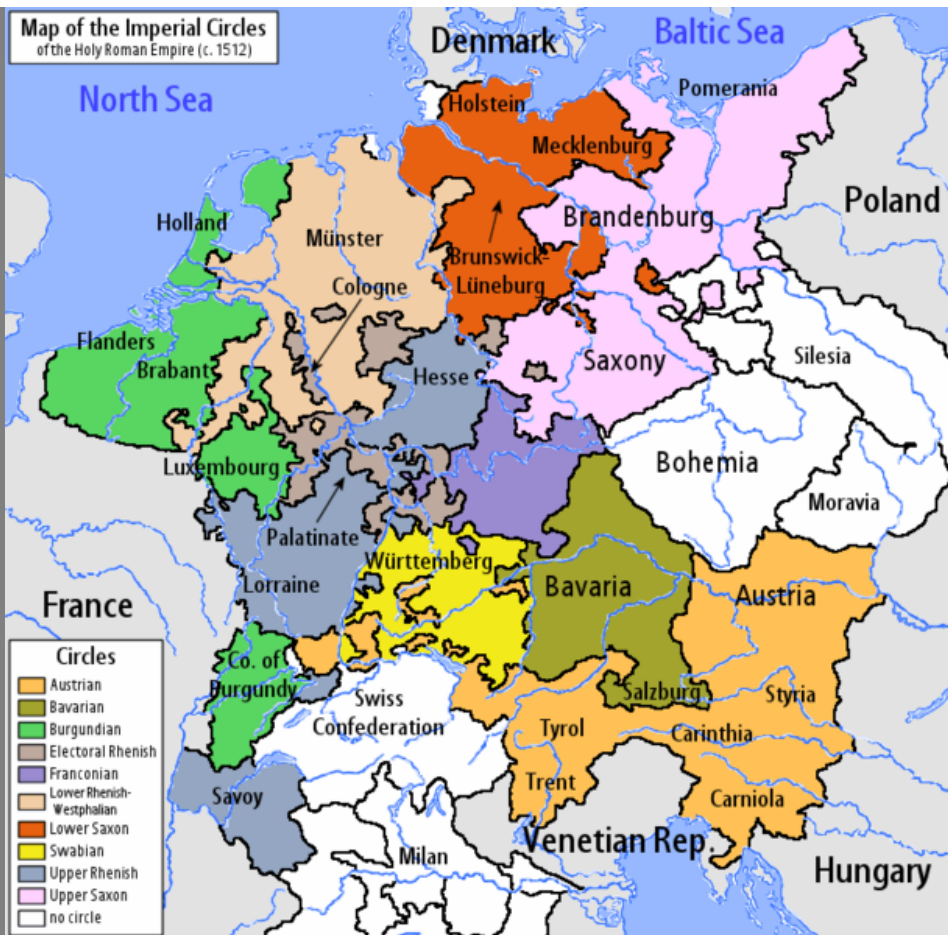 Map of the Imperial Circles
of the Holy Roman Empire (c. 1512)
Denmark
Baltic Sea
North Sea
Holstein
Pomerania
Mecklenburg
Poland
Holland
Brandenburg
Münster
Brunswick-
Lüneburg
Cologne
Flanders
Brabant
Hesse
Saxony
Silesia
Luxembourg
Bohemia
Moravia
Palatinate
Württemberg
Lorraine
Bavaria
Austria
France
Co. of
Burgundy
Swiss
Confederation
Salzburg
Styria
Tyrol
Carinthia
Trent
Savoy
Carniola
Venetian Rep.
Milan
Hungary
Circles
Austrian
Bavarian
Burgundian
Electoral Rhenish
Franconian
Lower Rhenish-
Westphalian
Lower Saxon
Swabian
Upper Rhenish
Upper Saxon
no circle